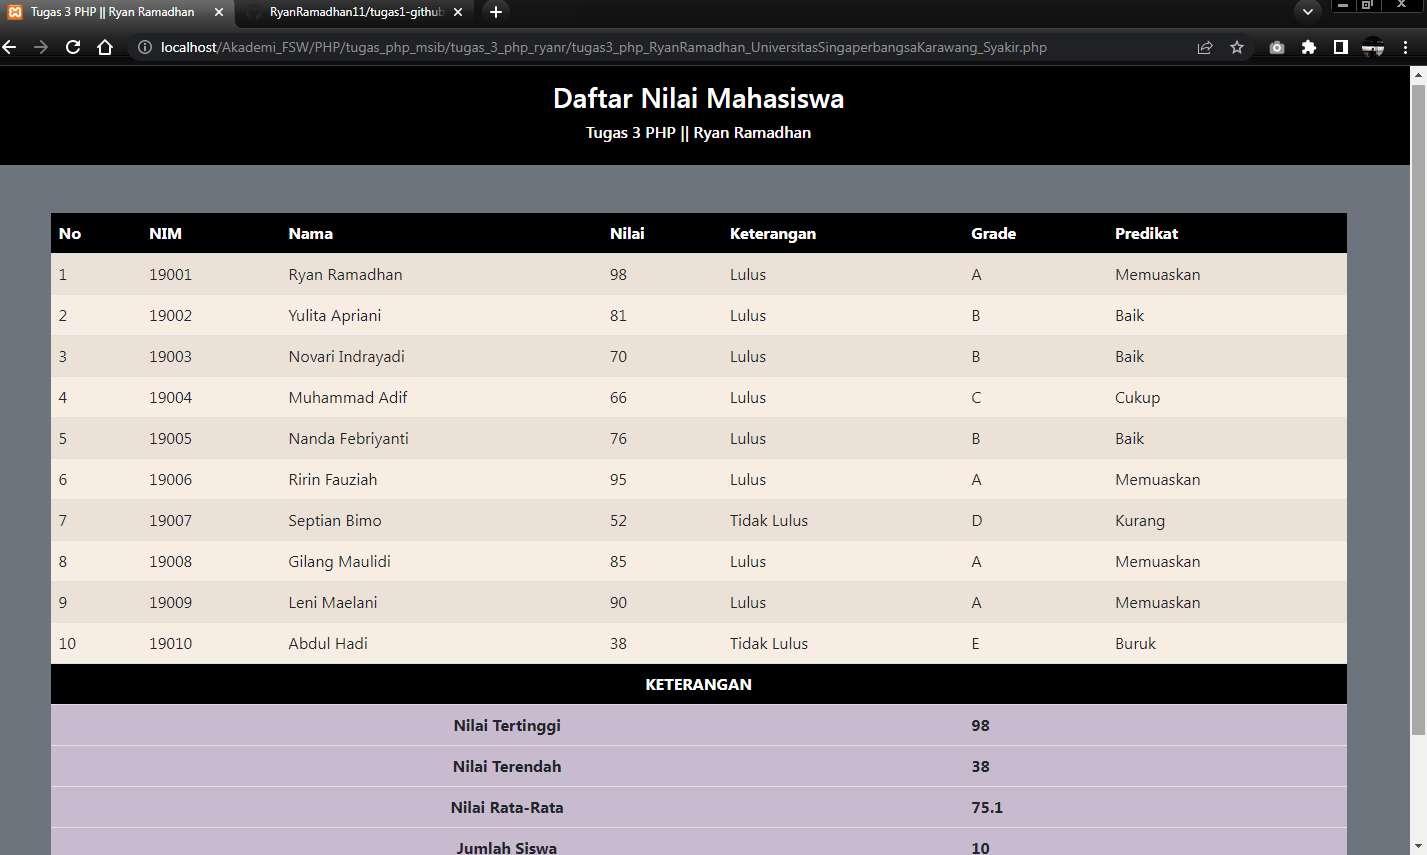 Tugas 3 PHP || Ryan Ramadhan
RyanRamadhan11/tugas1-github
localhost/Akademi_FSW/PHP/tugas_php_msib/tugas_3_php_ryanr/tugas3_php_RyanRamadhan_UniversitasSingaperbangsaKarawang_Syakir.php
Daftar Nilai Mahasiswa
Tugas 3 PHP || Ryan Ramadhan
No NIM Nama Nilai Keterangan Grade Predikat
1 19001 Ryan Ramadhan 98 Lulus A Memuaskan
2 19002 Yulita Apriani 81 Lulus B Baik
3 19003 Novari Indrayadi 70 Lulus B Baik
4 19004 Muhammad Adif 66 Lulus C Cukup
5 19005 Nanda Febriyanti 76 Lulus B Baik
6 19006 Ririn Fauziah 95 Lulus A Memuaskan
7 19007 Septian Bimo 52 Tidak Lulus D Kurang
8 19008 Gilang Maulidi 85 Lulus A Memuaskan
9 19009 Leni Maelani 90 Lulus A Memuaskan
10 19010 Abdul Hadi 38 Tidak Lulus E Buruk
KETERANGAN
Nilai Tertinggi 98
Nilai Terendah 38
Nilai Rata-Rata 75.1
Jumlah Siswa 10